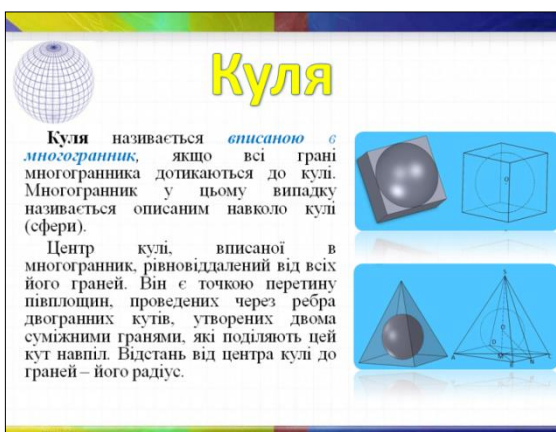 Куля
Куля називається вписаною в
многогранник, якщо всі грані
многогранника дотикаються до кулі.
Многогранник у цьому випадку
називається описаним навколо кулі
(сфери).
Центр кулі, вписаної в
многогранник, рівновіддалений від всіх
його граней. Він є точкою перетину
півплощин, проведених через ребра
двогранних кутів, утворених двома
суміжними гранями, які поділяють цей
кут навпіл. Відстань від центра кулі до
граней – його радіус.